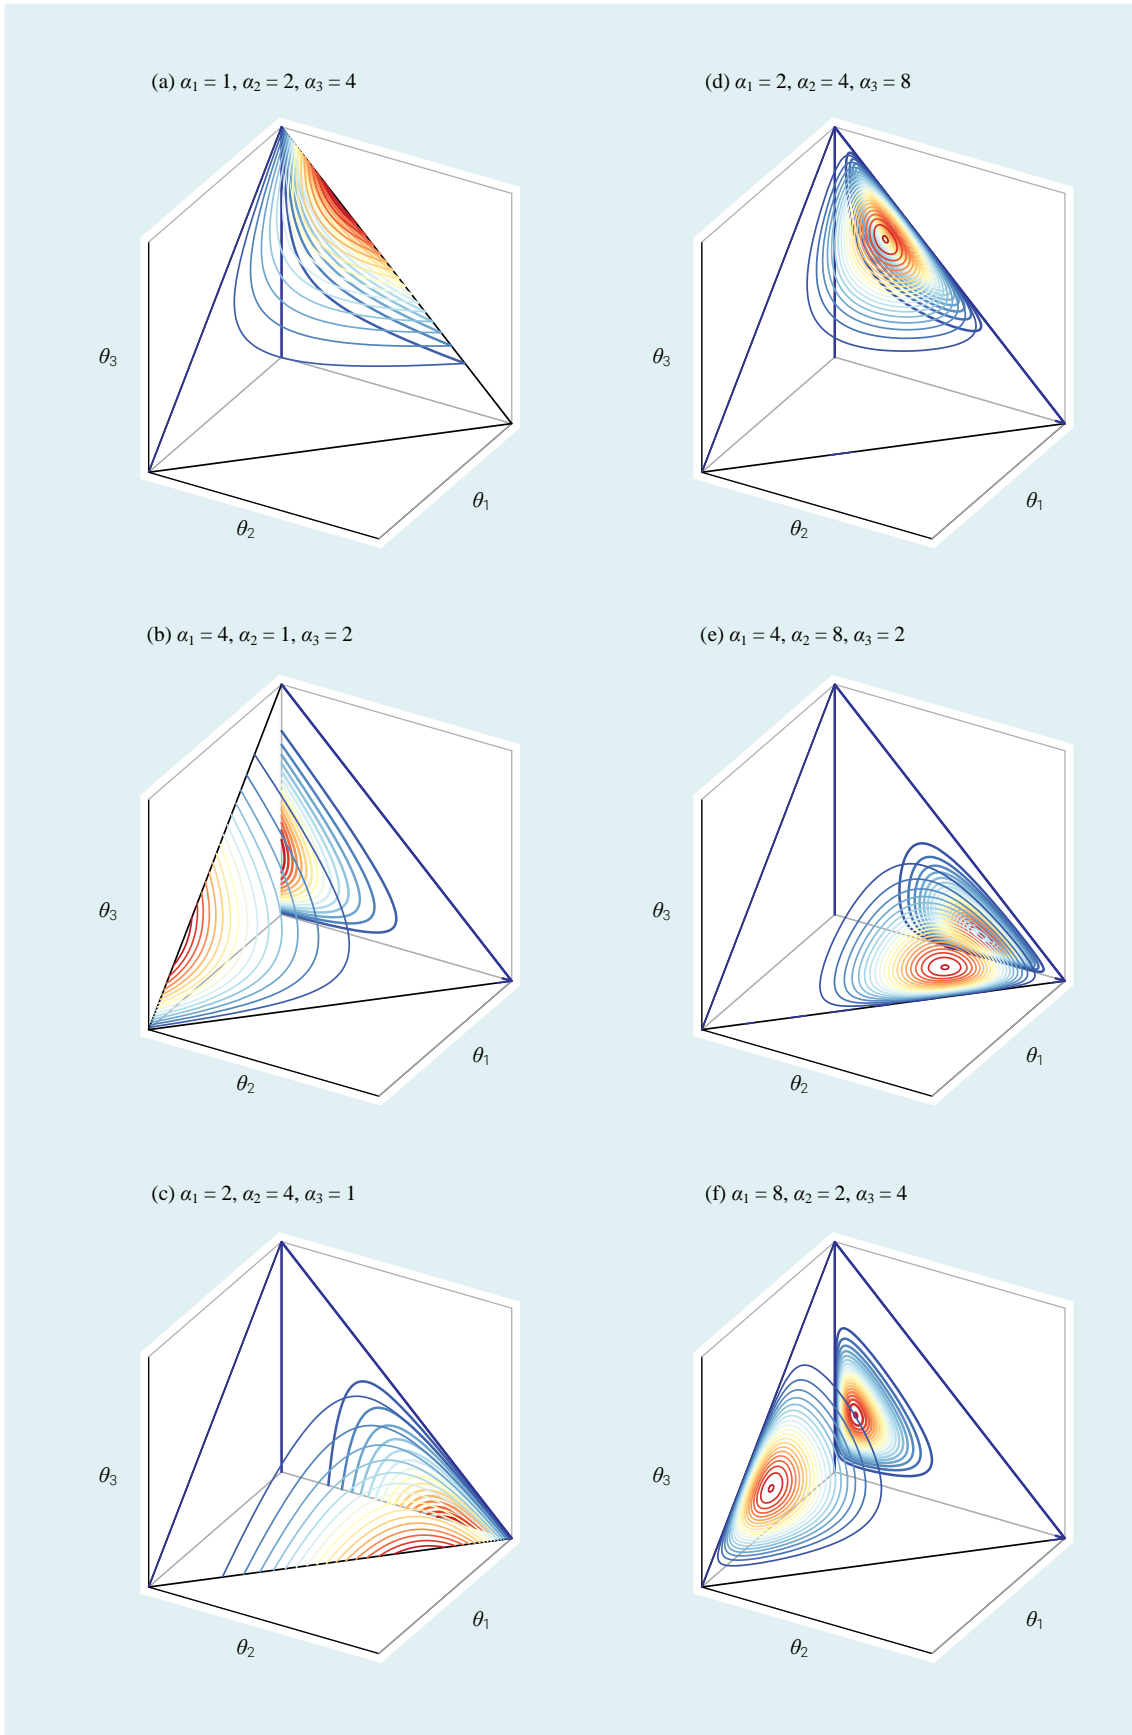 (a) α₁ = 1, α₂ = 2, α₃ = 4
θ₃
θ₂
θ₁
(d) α₁ = 2, α₂ = 4, α₃ = 8
θ₃
θ₂
θ₁
(b) α₁ = 4, α₂ = 1, α₃ = 2
θ₃
θ₂
θ₁
(e) α₁ = 4, α₂ = 8, α₃ = 2
θ₃
θ₂
θ₁
(c) α₁ = 2, α₂ = 4, α₃ = 1
θ₃
θ₂
θ₁
(f) α₁ = 8, α₂ = 2, α₃ = 4
θ₃
θ₂
θ₁